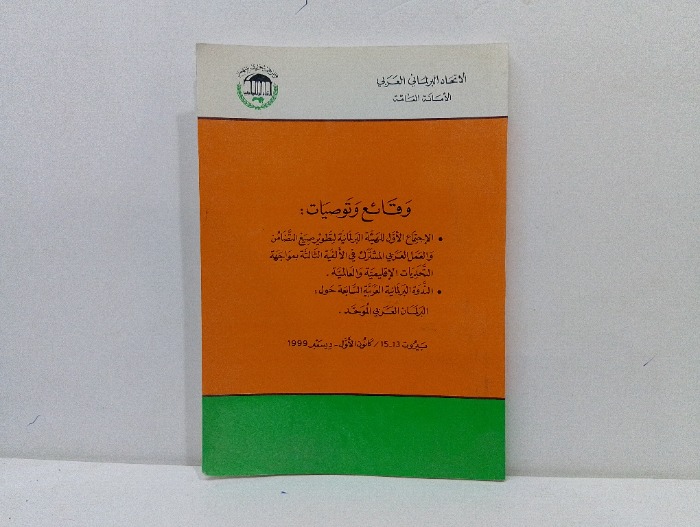 الاتحاد البرلماني العربي
الأمانة العامة
وقائع وتوصيات :
• الاجتماع الأول للهيئة البرلمانية لتطوير صيغ التضامن
والعمل العربي المشترك في الألفية الثالثة بمواجهة
التحديات الإقليمية والعالمية .
• الندوة البرلمانية العربية السابعة حول :
البرلمان العربي الموحد .
بيروت 13-15/ كانون الأول - ديسمبر 1999